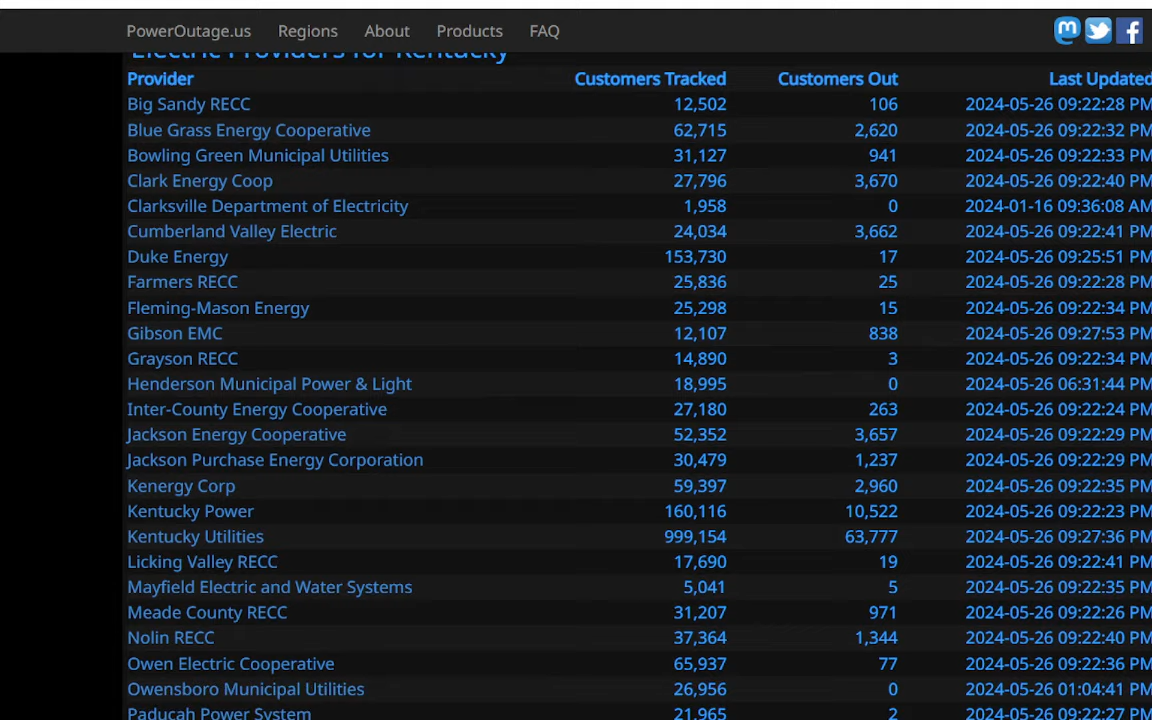 PowerOutage.us Regions About Products FAQ
Electric Providers for Kentucky
Provider Customers Tracked Customers Out Last Updated
Big Sandy RECC 12,502 106 2024-05-26 09:22:28 PM
Blue Grass Energy Cooperative 62,715 2,620 2024-05-26 09:22:32 PM
Bowling Green Municipal Utilities 31,127 941 2024-05-26 09:22:33 PM
Clark Energy Coop 27,796 3,670 2024-05-26 09:22:40 PM
Clarksville Department of Electricity 1,958 0 2024-01-16 09:36:08 AM
Cumberland Valley Electric 24,034 3,662 2024-05-26 09:22:41 PM
Duke Energy 153,730 17 2024-05-26 09:25:51 PM
Farmers RECC 25,836 25 2024-05-26 09:22:28 PM
Fleming-Mason Energy 25,298 15 2024-05-26 09:22:34 PM
Gibson EMC 12,107 838 2024-05-26 09:27:53 PM
Grayson RECC 14,890 3 2024-05-26 09:22:34 PM
Henderson Municipal Power & Light 18,995 0 2024-05-26 06:31:44 PM
Inter-County Energy Cooperative 27,180 263 2024-05-26 09:22:24 PM
Jackson Energy Cooperative 52,352 3,657 2024-05-26 09:22:29 PM
Jackson Purchase Energy Corporation 30,479 1,237 2024-05-26 09:22:29 PM
Kenergy Corp 59,397 2,960 2024-05-26 09:22:35 PM
Kentucky Power 160,116 10,522 2024-05-26 09:22:23 PM
Kentucky Utilities 999,154 63,777 2024-05-26 09:27:36 PM
Licking Valley RECC 17,690 19 2024-05-26 09:22:41 PM
Mayfield Electric and Water Systems 5,041 5 2024-05-26 09:22:35 PM
Meade County RECC 31,207 971 2024-05-26 09:22:26 PM
Nolin RECC 37,364 1,344 2024-05-26 09:22:40 PM
Owen Electric Cooperative 65,937 77 2024-05-26 09:22:36 PM
Owensboro Municipal Utilities 26,956 0 2024-05-26 01:04:41 PM
Paducah Power System 21,965 2 2024-05-26 09:22:27 PM